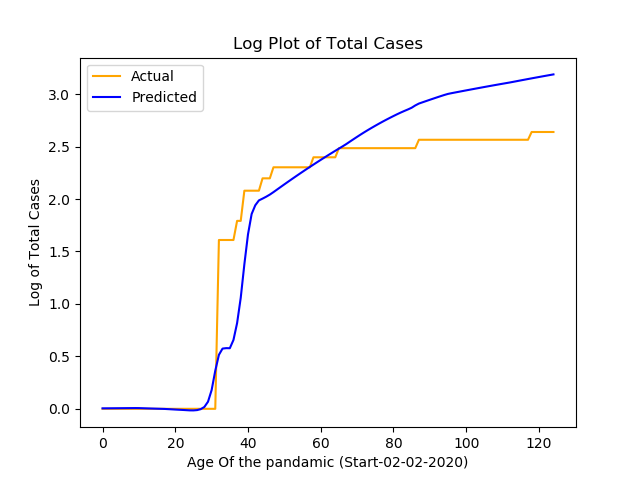 Log Plot of Total Cases
Actual
Predicted
Log of Total Cases
3.0
2.5
2.0
1.5
1.0
0.5
0.0
0 20 40 60 80 100 120
Age Of the pandamic (Start-02-02-2020)